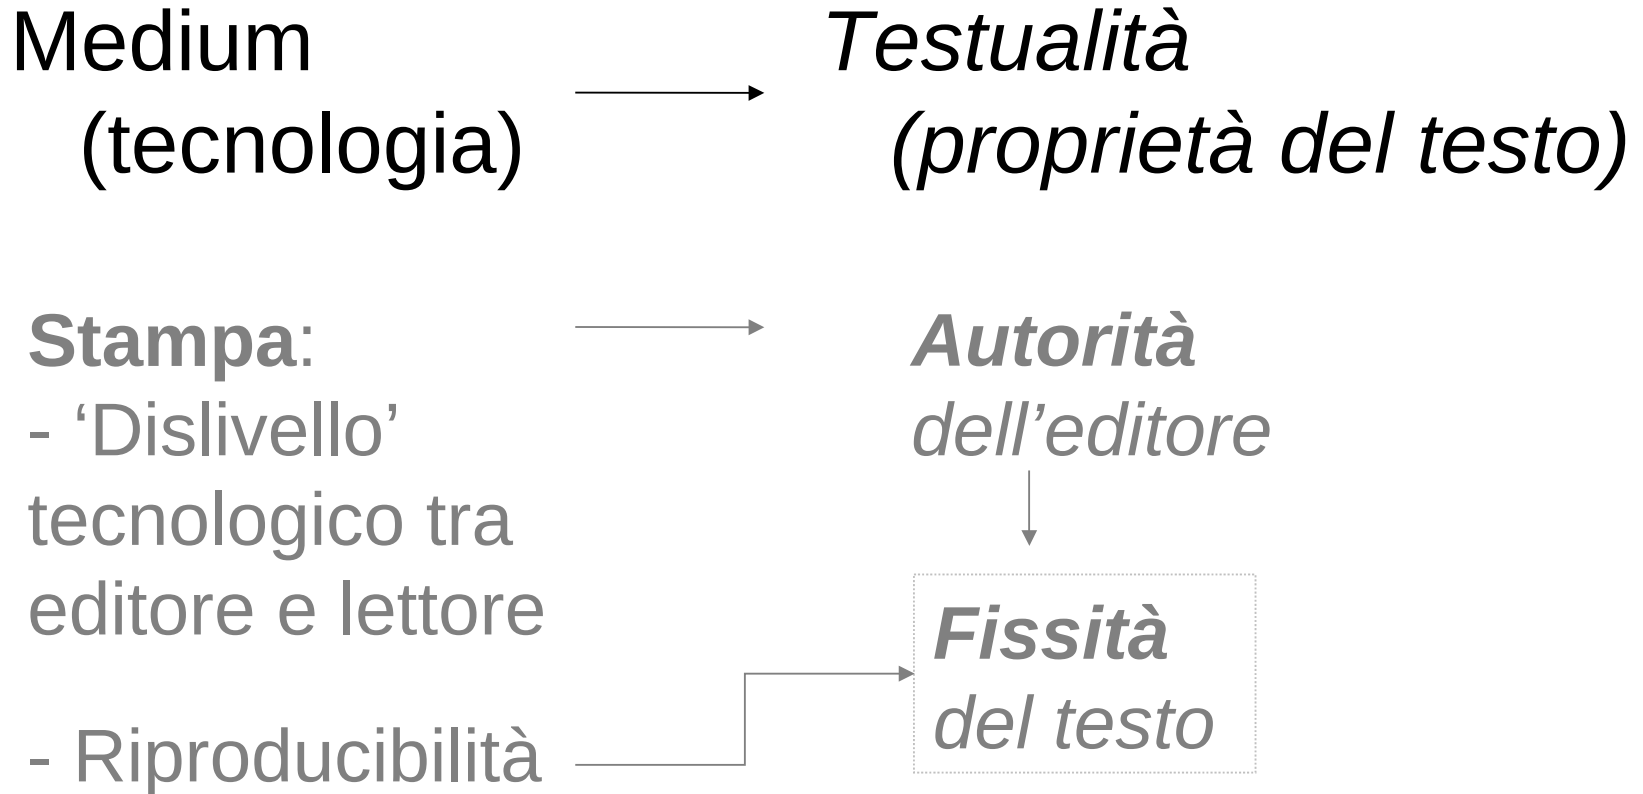 Medium
(tecnologia)
Testualità
(proprietà del testo)
Stampa:
- ‘Dislivello’
tecnologico tra
editore e lettore
- Riproducibilità
Autorità
dell’editore
Fissità
del testo